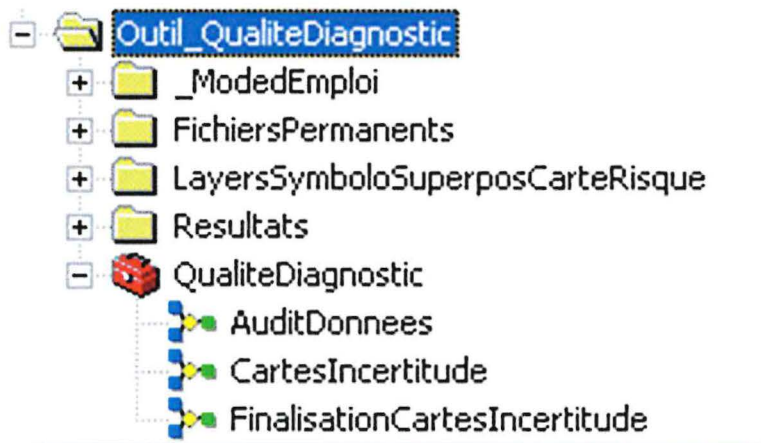 Outil_QualiteDiagnostic
_ModedEmploi
FichiersPermanents
LayersSymboloSuperposCarteRisque
Resultats
QualiteDiagnostic
AuditDonnees
CartesIncertitude
FinalisationCartesIncertitude